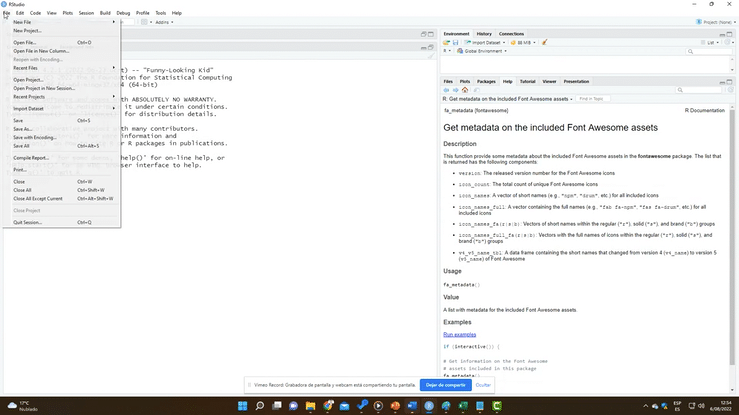 RStudio
File Edit Code View Plots Session Build Debug Profile Tools Help
Addins
Project: (None)
New File
New Project...
Open File... Ctrl+O
Open File in New Column...
Reopen with Encoding...
Recent Files
Open Project...
Open Project in New Session...
Recent Projects
Import Dataset
Save Ctrl+S
Save As...
Save with Encoding...
Save All Ctrl+Alt+S
Compile Report...
Print...
Close Ctrl+W
Close All Ctrl+Shift+W
Close All Except Current Ctrl+Alt+Shift+W
Close Project
Quit Session... Ctrl+Q
-- "Funny-Looking Kid"
for Statistical Computing
(64-bit)
ABSOLUTELY NO WARRANTY.
it under certain conditions.
for distribution details.
with many contributors.
information and
or R packages in publications.
help()' for on-line help, or
interface to help.
Environment History Connections
Import Dataset 88 MiB List
R Global Environment
Files Plots Packages Help Tutorial Viewer Presentation
R: Get metadata on the included Font Awesome assets Find in Topic
fa_metadata {fontawesome} R Documentation
Get metadata on the included Font Awesome assets
Description
This function provide some metadata about the included Font Awesome assets in the fontawesome package. The list that
is returned has the following components:
version: The released version number for the Font Awesome icons
icon_count: The total count of unique Font Awesome icons
icon_names: A vector of short names (e.g., "npm", "drum", etc.) for all included icons
icon_names_full: A vector containing the full names (e.g., "fab fa-npm", "fas fa-drum", etc.) for all
included icons
icon_names_fa(r|s|b): Vectors of short names within the regular ("r"), solid ("s"), and brand ("b") groups
icon_names_full_fa(r|s|b): Vectors with the full names of icons within the regular ("r"), solid ("s"), and
brand ("b") groups
v4_v5_name_tbl: A data frame containing the short names that changed from version 4 (v4_name) to version 5
(v5_name) of Font Awesome
Usage
fa_metadata()
Value
A list with metadata for the included Font Awesome assets.
Examples
Run examples
if (interactive()) {
# Get information on the Font Awesome
# assets included in this package
fa_metadata()
Vimeo Record: Grabadora de pantalla y webcam está compartiendo tu pantalla.
Dejar de compartir
Ocultar
17°C
Nublado
ESP
ES
12:54
6/08/2022